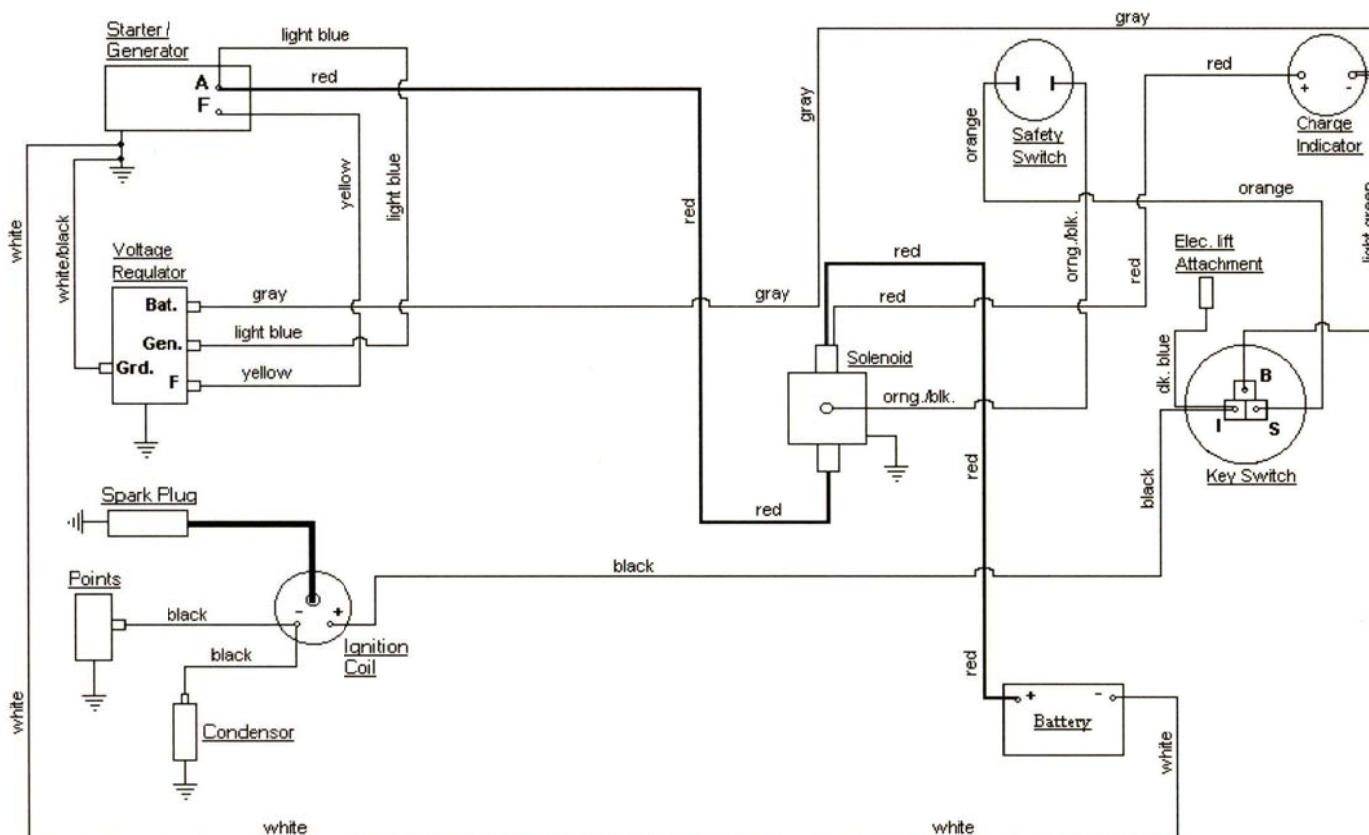 gray
Starter /
Generator
light blue
red
A
F
red
+
-
Charge
Indicator
gray
orange
Safety
Switch
orange
yellow
light blue
red
white
white/black
orng./blk.
red
light green
Elec. lift
Attachment
Voltage
Regulator
Bat.
gray
gray
red
red
Gen.
light blue
Grd.
F
yellow
Solenoid
orng./blk.
dk. blue
B
I
S
Key Switch
red
black
red
Spark Plug
Points
black
-
+
black
Ignition
Coil
black
red
+
-
Battery
white
Condensor
white
white
white